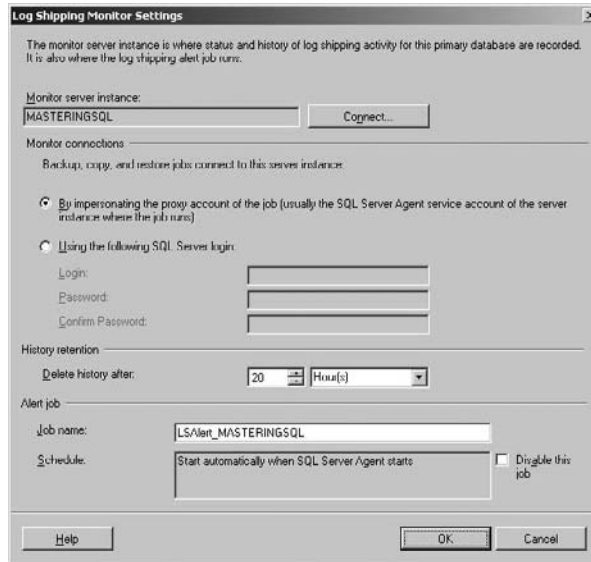 Log Shipping Monitor Settings
The monitor server instance is where status and history of log shipping activity for this primary database are recorded.
It is also where the log shipping alert job runs.
Monitor server instance:
MASTERINGSQL
Connect...
Monitor connections
Backup, copy, and restore jobs connect to this server instance:
By impersonating the proxy account of the job (usually the SQL Server Agent service account of the server
instance where the job runs)
Using the following SQL Server login:
Login:
Password:
Confirm Password:
History retention
Delete history after:
20
Hour(s)
Alert job
Job name:
LSAlert_MASTERINGSQL
Schedule:
Start automatically when SQL Server Agent starts
Disable this
job
Help
OK
Cancel